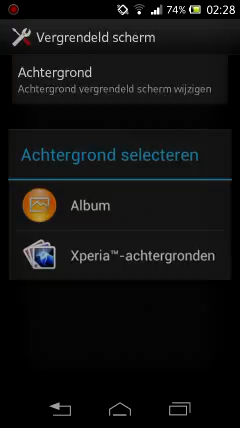 74% 02:28
Vergrendeld scherm
Achtergrond
Achtergrond vergrendeld scherm wijzigen
Achtergrond selecteren
Album
Xperia™-achtergronden